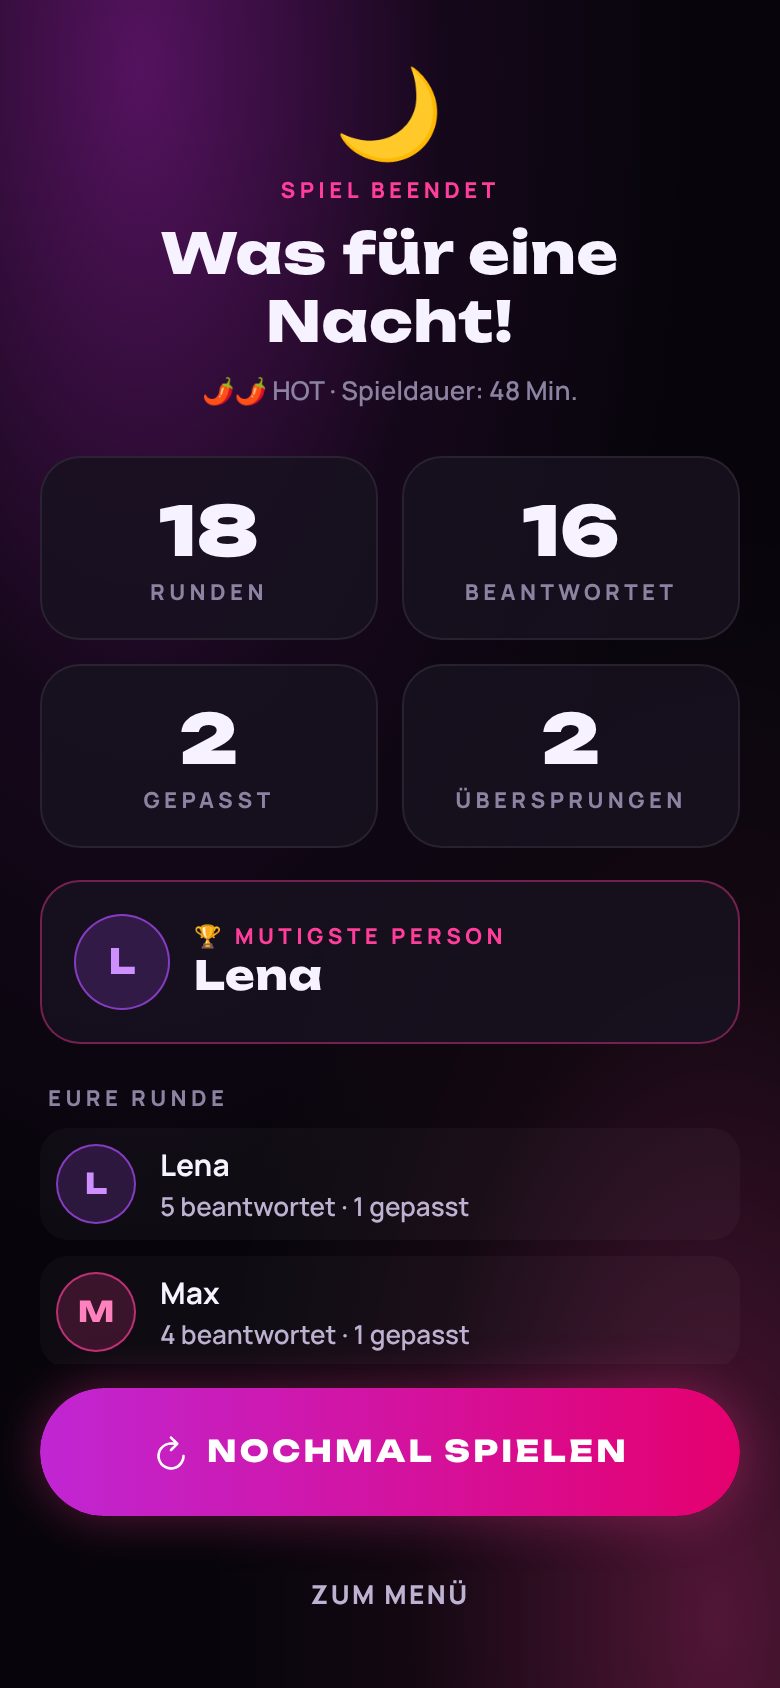 SPIEL BEENDET
Was für eine
Nacht!
🌶️🌶️ HOT · Spieldauer: 48 Min.
18
RUNDEN
16
BEANTWORTET
2
GEPASST
2
ÜBERSPRUNGEN
L
🏆 MUTIGSTE PERSON
Lena
EURE RUNDE
L
Lena
5 beantwortet · 1 gepasst
M
Max
4 beantwortet · 1 gepasst
NOCHMAL SPIELEN
ZUM MENÜ